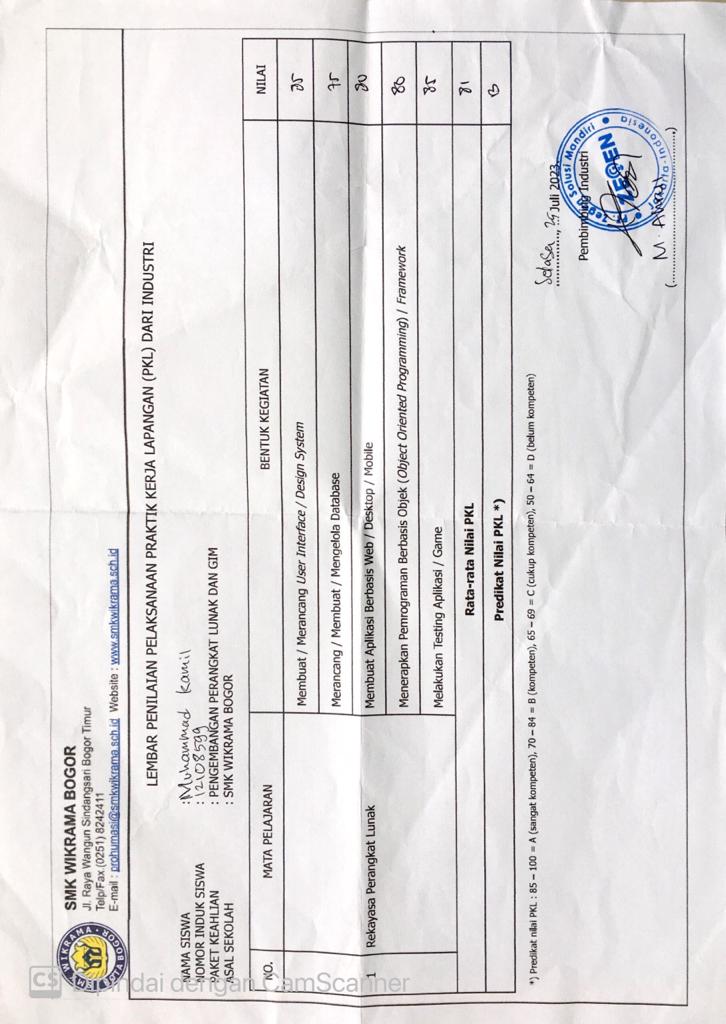 SMK WIKRAMA BOGOR
Jl. Raya Wangun Sindangsari Bogor Timur
Telp/Fax.(0251) 8242411
E-mail : prohumasi@smkwikrama.sch.id Website : www.smkwikrama.sch.id
LEMBAR PENILAIAN PELAKSANAAN PRAKTIK KERJA LAPANGAN (PKL) DARI INDUSTRI
NAMA SISWA : Muhammad Kamil
NOMOR INDUK SISWA : 12108599
PAKET KEAHLIAN : PENGEMBANGAN PERANGKAT LUNAK DAN GIM
ASAL SEKOLAH : SMK WIKRAMA BOGOR
NO. MATA PELAJARAN BENTUK KEGIATAN NILAI
Membuat / Merancang User Interface / Design System 85
Merancang / Membuat / Mengelola Database 75
1 Rekayasa Perangkat Lunak Membuat Aplikasi Berbasis Web / Desktop / Mobile 80
Menerapkan Pemrograman Berbasis Objek (Object Oriented Programming) / Framework 80
Melakukan Testing Aplikasi / Game 85
Rata-rata Nilai PKL 81
Predikat Nilai PKL *) B
*) Predikat nilai PKL : 85 – 100 = A (sangat kompeten), 70 – 84 = B (kompeten), 65 – 69 = C (cukup kompeten), 50 – 64 = D (belum kompeten)
Selasa, 25 Juli 2023
Pembimbing Industri
ZEGEN
Solusi Mandiri
Indonesia
(M.)
CS Dipindai dengan CamScanner